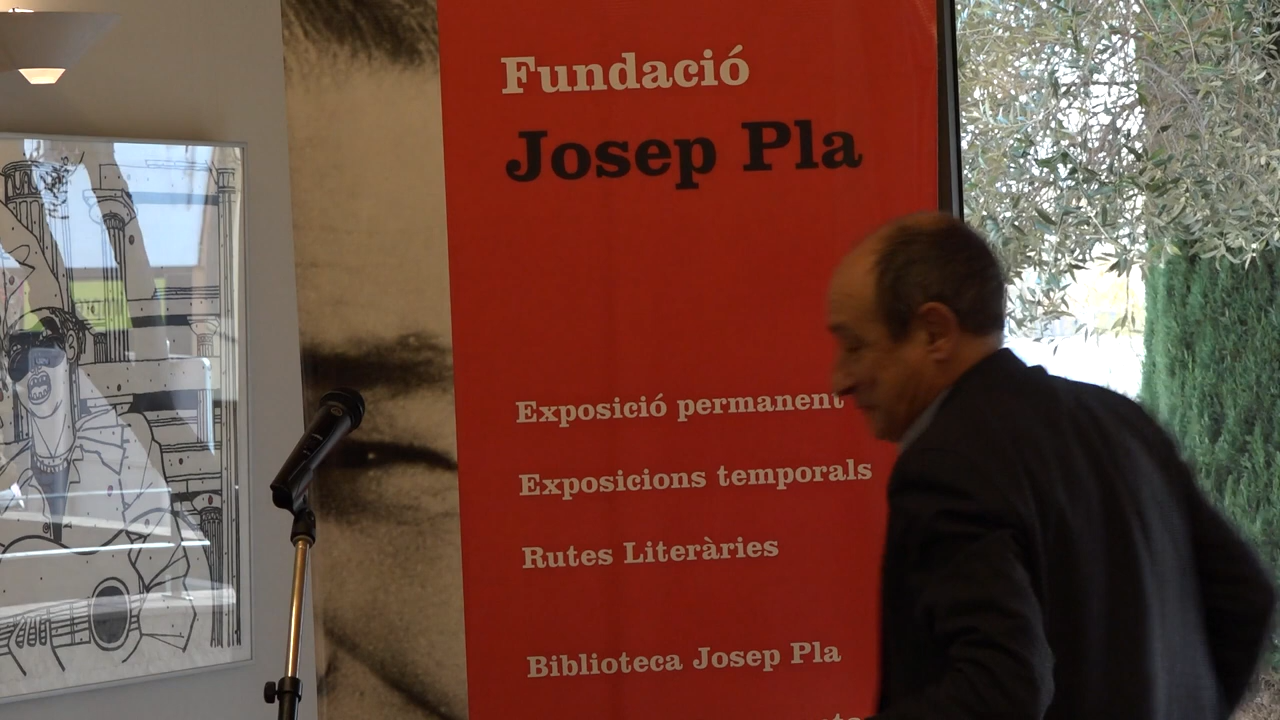 Fundació
Josep Pla
Exposició permanent
Exposicions temporals
Rutes Literàries
Biblioteca Josep Pla